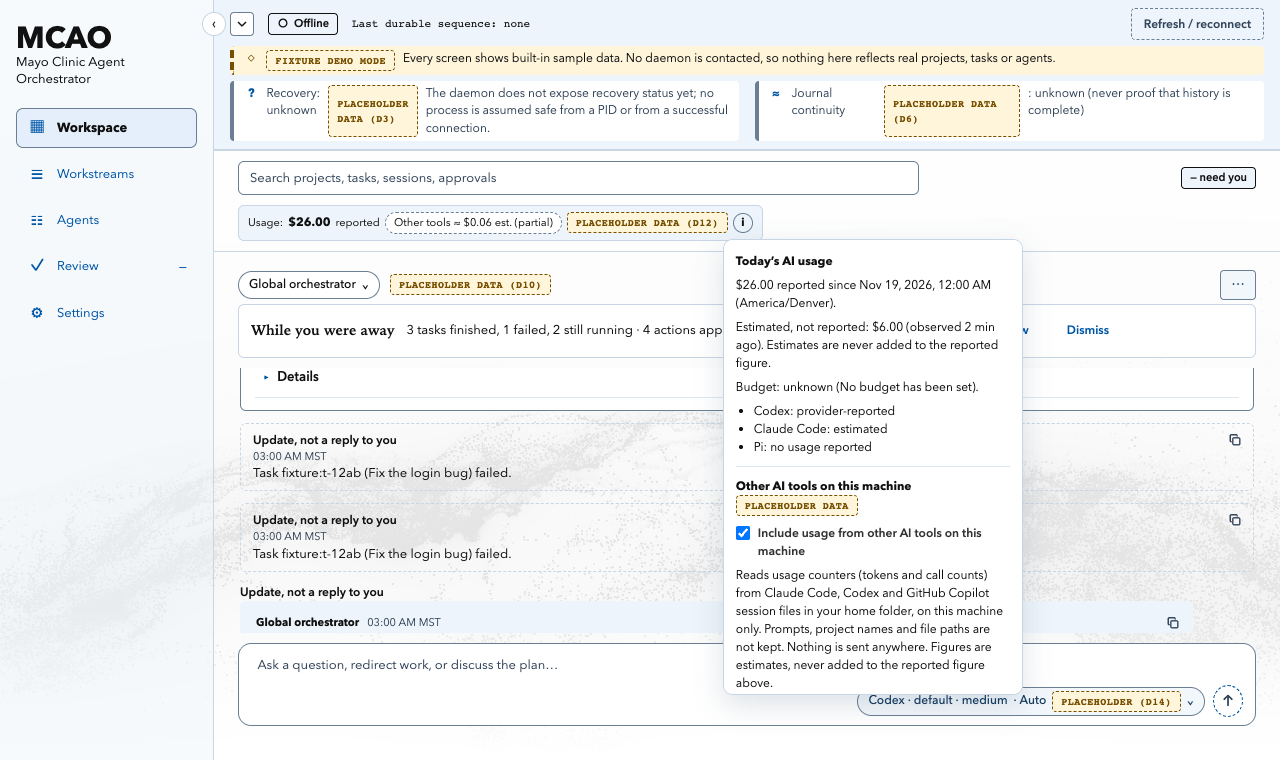 MCAO
Mayo Clinic Agent
Orchestrator
Workspace
Workstreams
Agents
Review –
Settings
Offline
Last durable sequence: none
Refresh / reconnect
FIXTURE DEMO MODE Every screen shows built-in sample data. No daemon is contacted, so nothing here reflects real projects, tasks or agents.
? Recovery:
unknown
PLACEHOLDER
DATA (D3)
The daemon does not expose recovery status yet; no
process is assumed safe from a PID or from a successful
connection.
≈ Journal
continuity
PLACEHOLDER DATA
(D6)
: unknown (never proof that history is
complete)
Search projects, tasks, sessions, approvals
– need you
Usage: $26.00 reported Other tools ≈ $0.06 est. (partial) PLACEHOLDER DATA (D12) i
Global orchestrator PLACEHOLDER DATA (D10) ...
While you were away 3 tasks finished, 1 failed, 2 still running · 4 actions app
w Dismiss
Details
Update, not a reply to you
03:00 AM MST
Task fixture:t-12ab (Fix the login bug) failed.
Update, not a reply to you
03:00 AM MST
Task fixture:t-12ab (Fix the login bug) failed.
Update, not a reply to you
Global orchestrator 03:00 AM MST
Today's AI usage
$26.00 reported since Nov 19, 2026, 12:00 AM
(America/Denver).
Estimated, not reported: $6.00 (observed 2 min
ago). Estimates are never added to the reported
figure.
Budget: unknown (No budget has been set).
• Codex: provider-reported
• Claude Code: estimated
• Pi: no usage reported
Other AI tools on this machine
PLACEHOLDER DATA
Include usage from other AI tools on this
machine
Reads usage counters (tokens and call counts)
from Claude Code, Codex and GitHub Copilot
session files in your home folder, on this machine
only. Prompts, project names and file paths are
not kept. Nothing is sent anywhere. Figures are
estimates, never added to the reported figure
above.
Ask a question, redirect work, or discuss the plan…
Codex · default · medium · Auto PLACEHOLDER (D14)